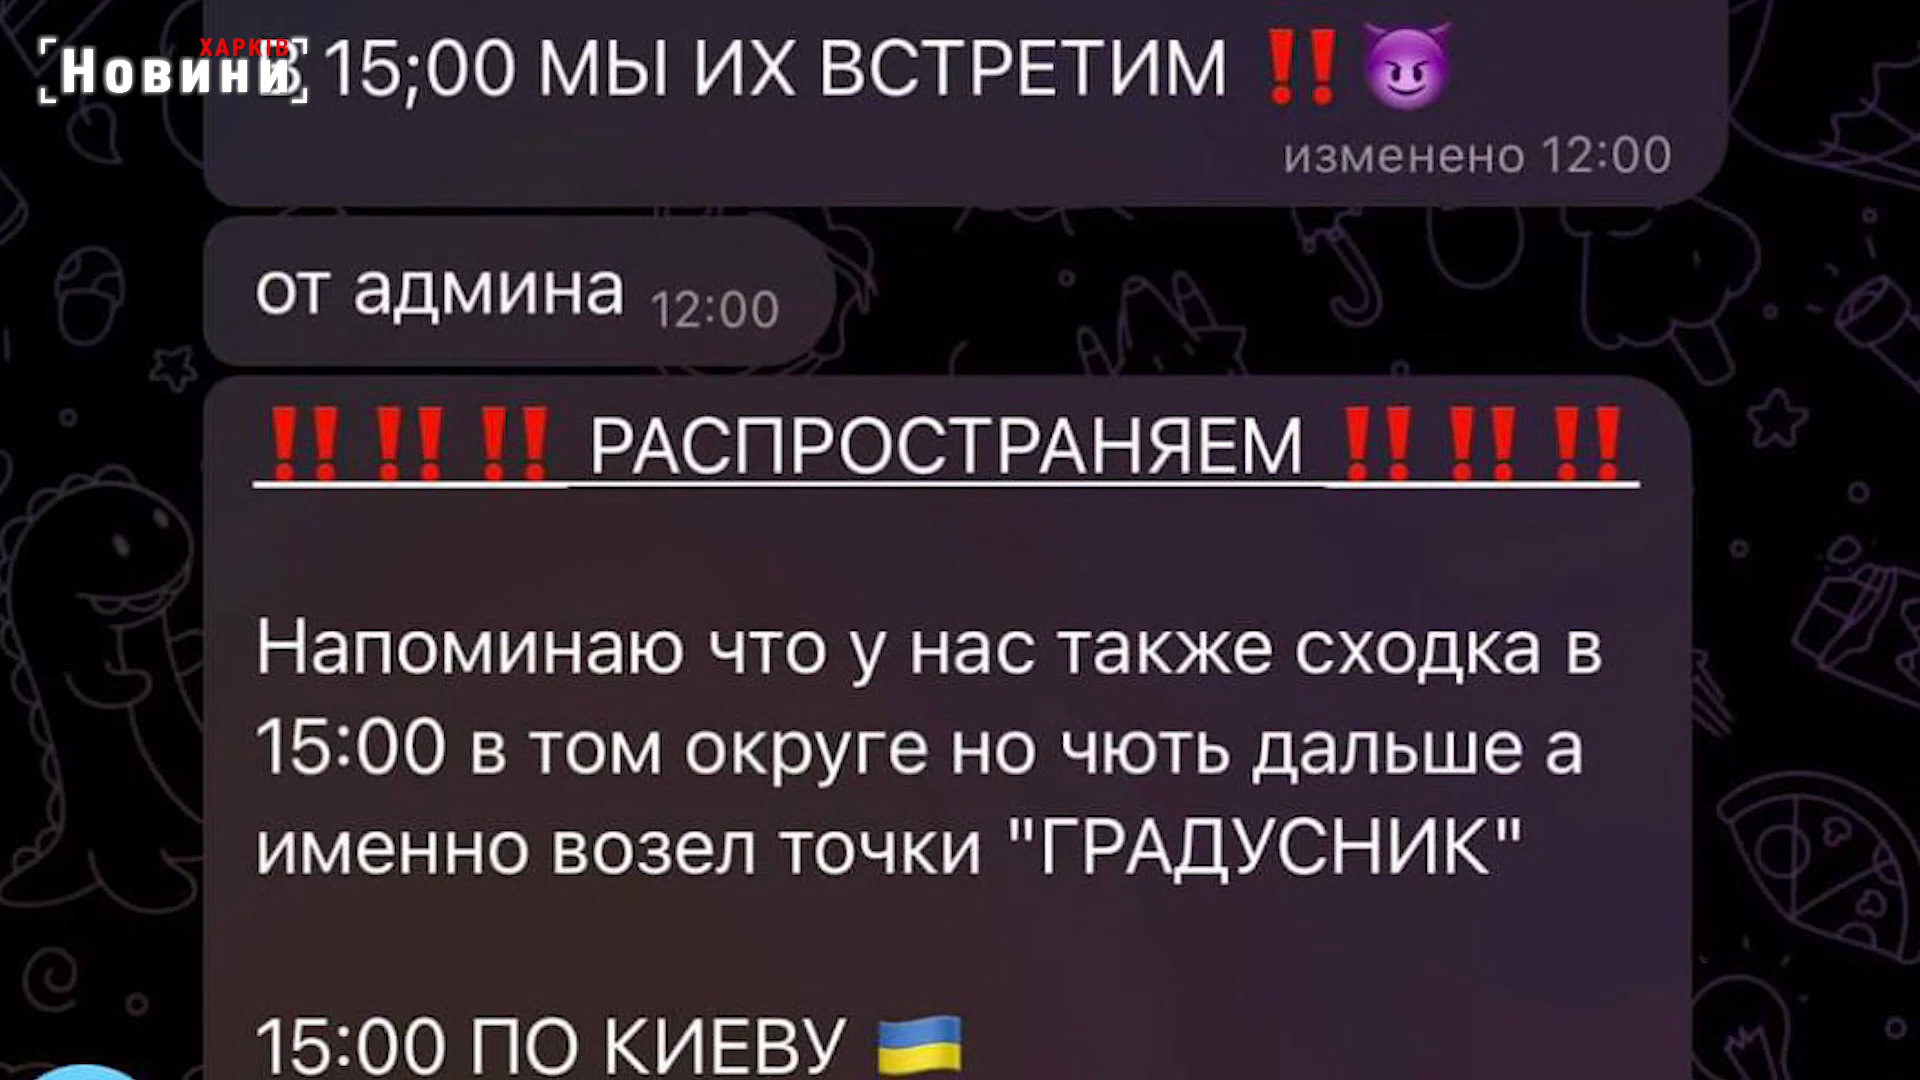 ХАРКІВ
Новини
В 15;00 МЫ ИХ ВСТРЕТИМ ‼️😈
изменено 12:00
от админа 12:00
‼️‼️‼️ РАСПРОСТРАНЯЕМ ‼️‼️‼️
Напоминаю что у нас также сходка в
15:00 в том округе но чють дальше а
именно возел точки "ГРАДУСНИК"
15:00 ПО КИЕВУ 🇺🇦